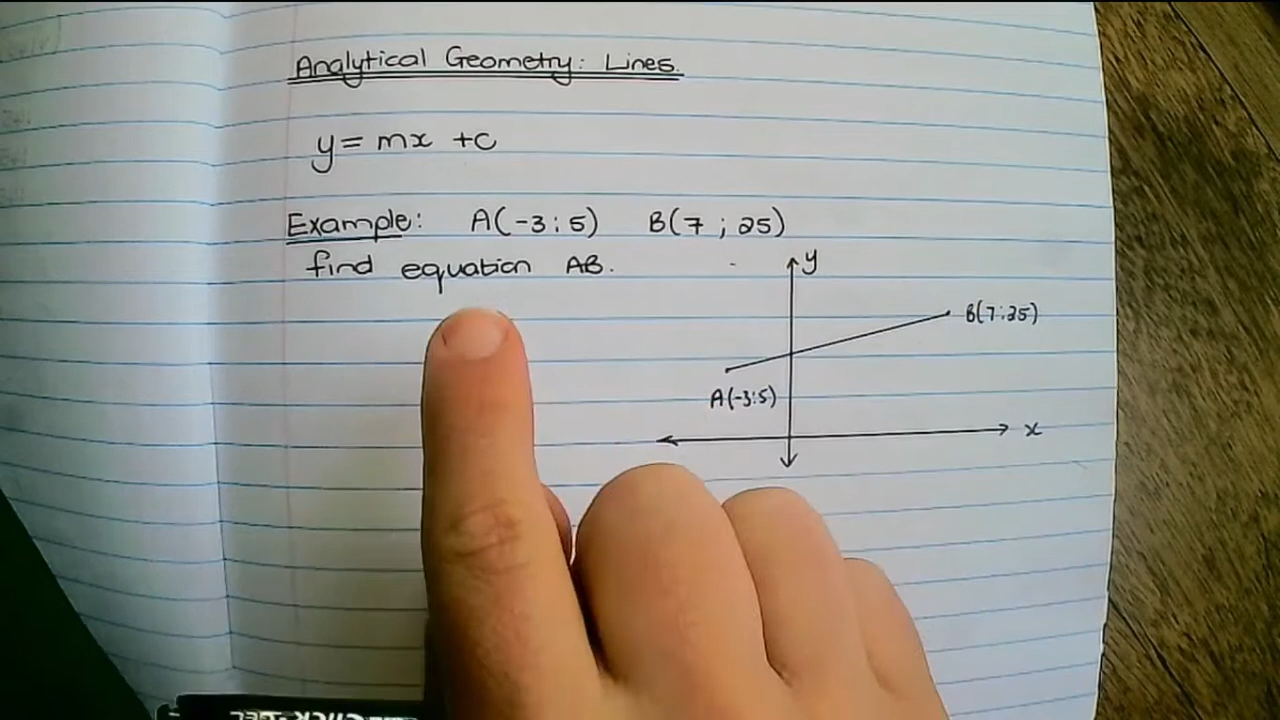 Analytical Geometry: Lines.
y = mx + c
Example: A(-3;5) B(7 ; 25)
find equation AB.
y
B(7;25)
A(-3;5)
x